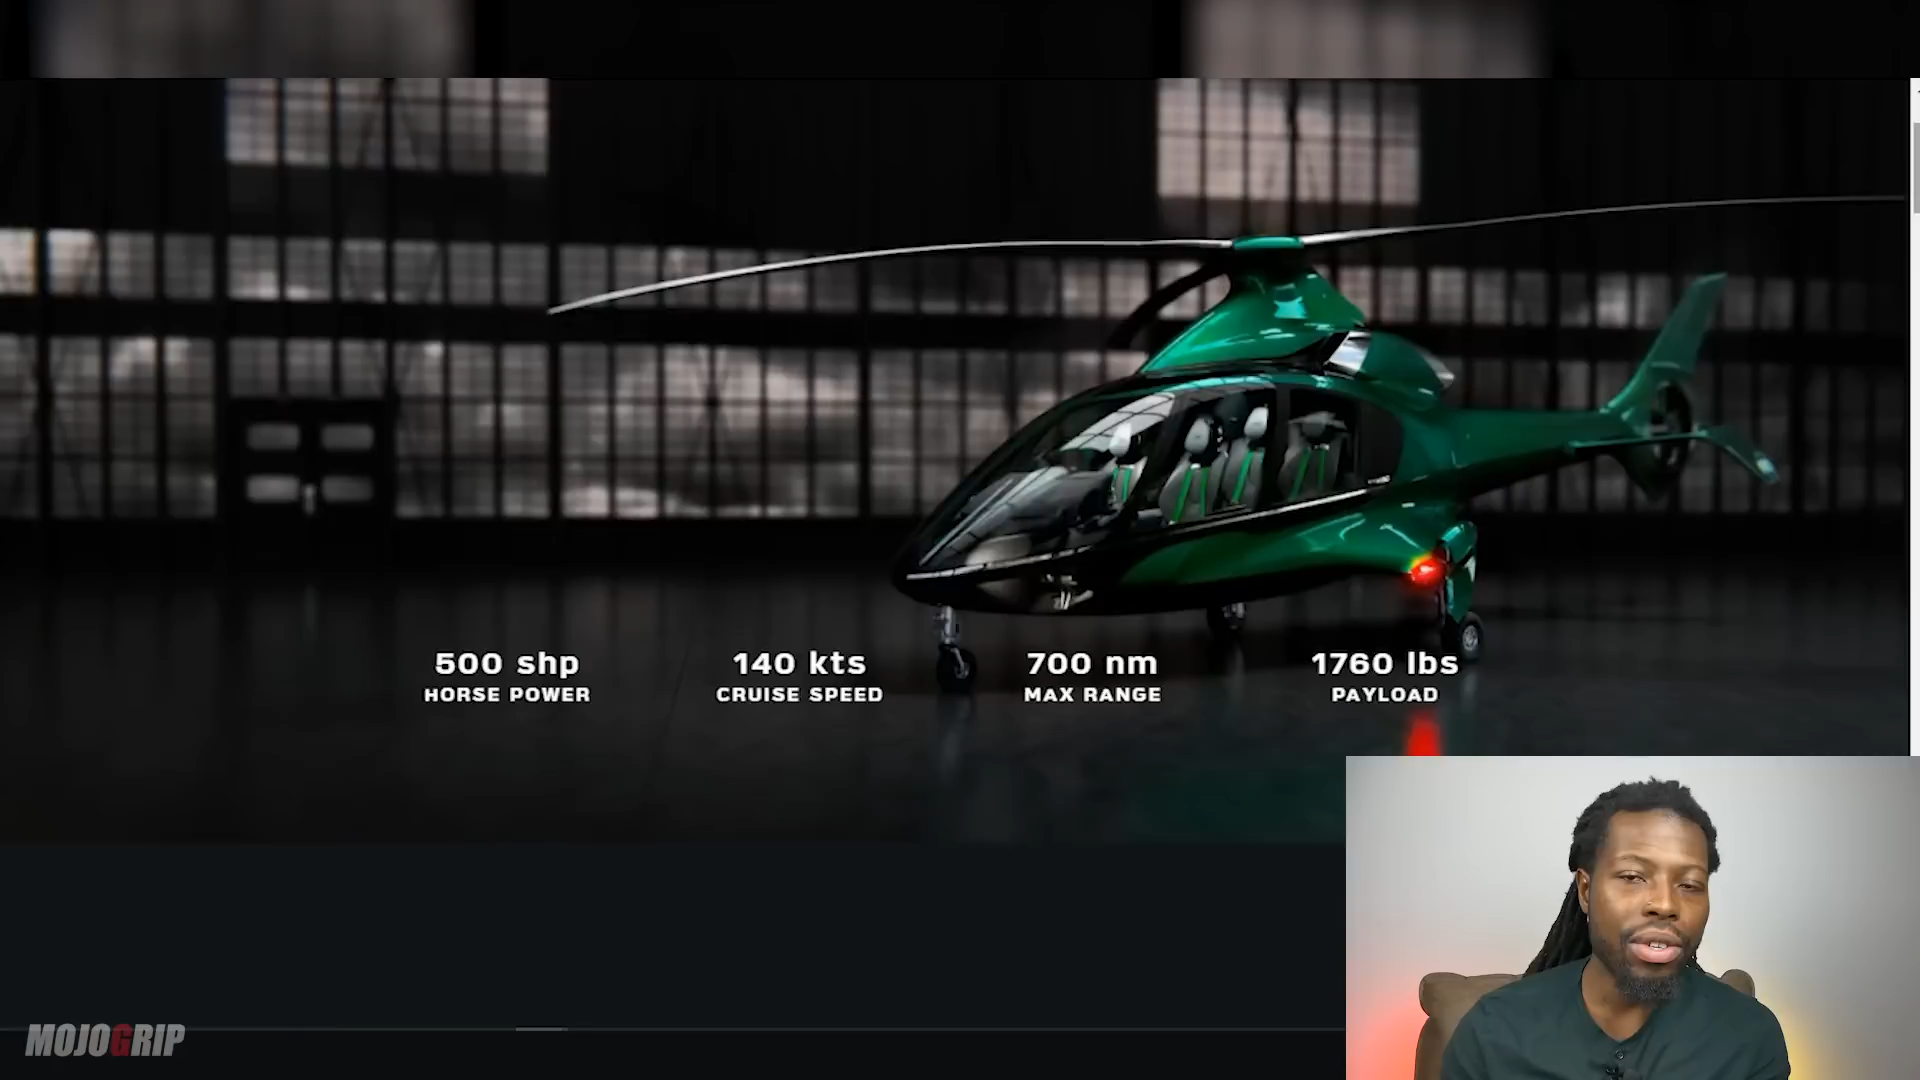 500 shp
HORSE POWER
140 kts
CRUISE SPEED
700 nm
MAX RANGE
1760 lbs
PAYLOAD
MOJOGRIP